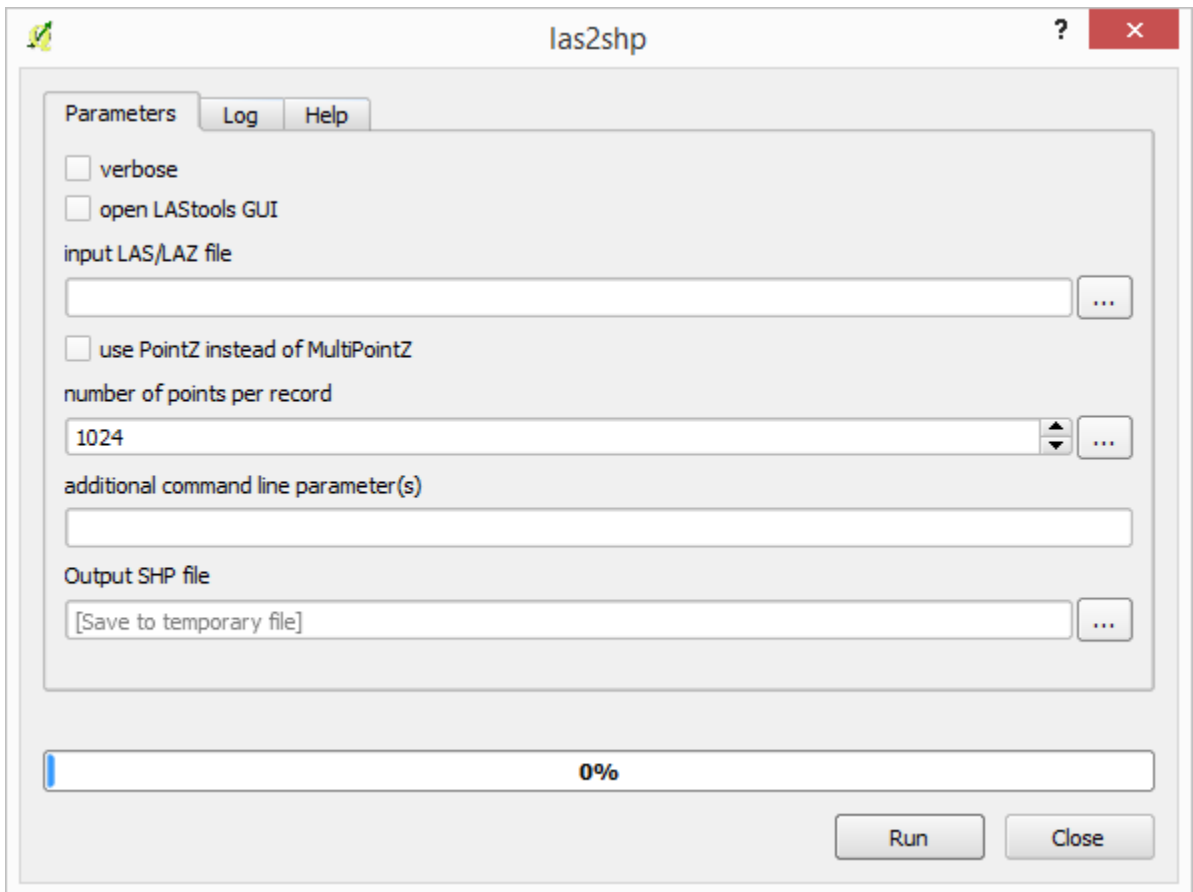 las2shp
?
×
Parameters Log Help
verbose
open LAStools GUI
input LAS/LAZ file
...
use PointZ instead of MultiPointZ
number of points per record
1024
...
additional command line parameter(s)
Output SHP file
[Save to temporary file]
...
0%
Run Close